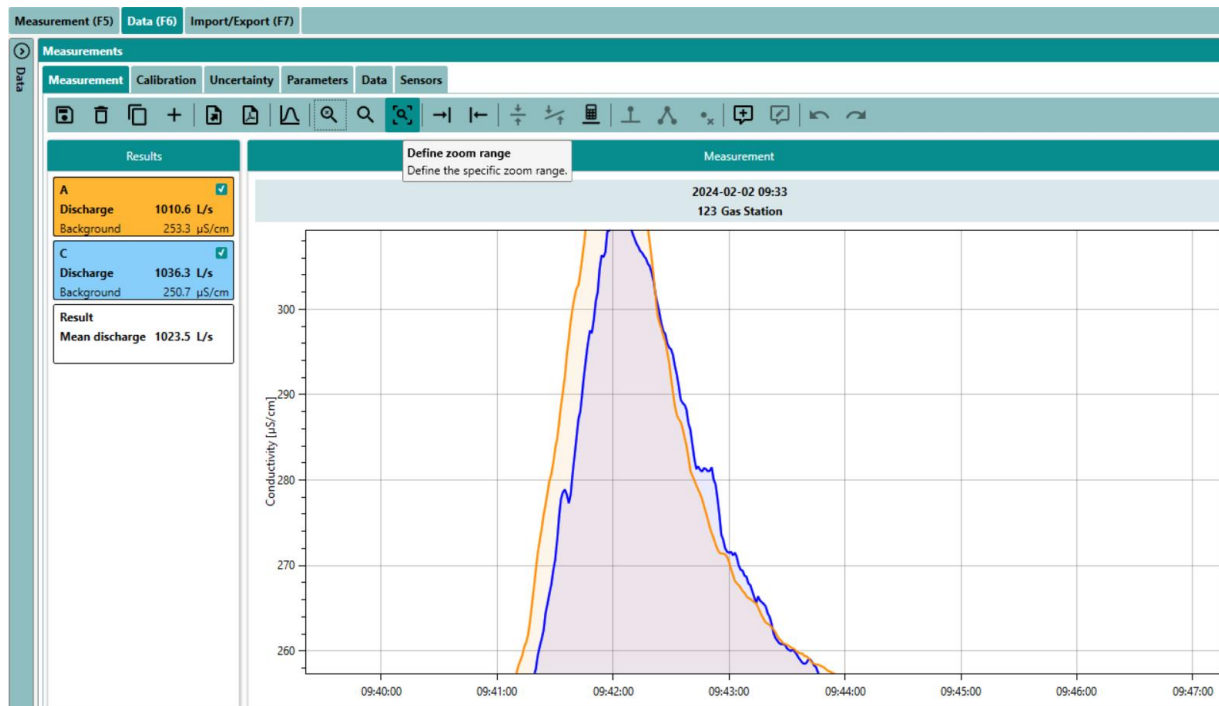 Measurement (F5) Data (F6) Import/Export (F7)
Data
Measurements
Measurement Calibration Uncertainty Parameters Data Sensors
Define zoom range
Define the specific zoom range.
Results
A
Discharge 1010.6 L/s
Background 253.3 µS/cm
C
Discharge 1036.3 L/s
Background 250.7 µS/cm
Result
Mean discharge 1023.5 L/s
Measurement
2024-02-02 09:33
123 Gas Station
Conductivity [µS/cm]
300
290
280
270
260
09:40:00 09:41:00 09:42:00 09:43:00 09:44:00 09:45:00 09:46:00 09:47:00